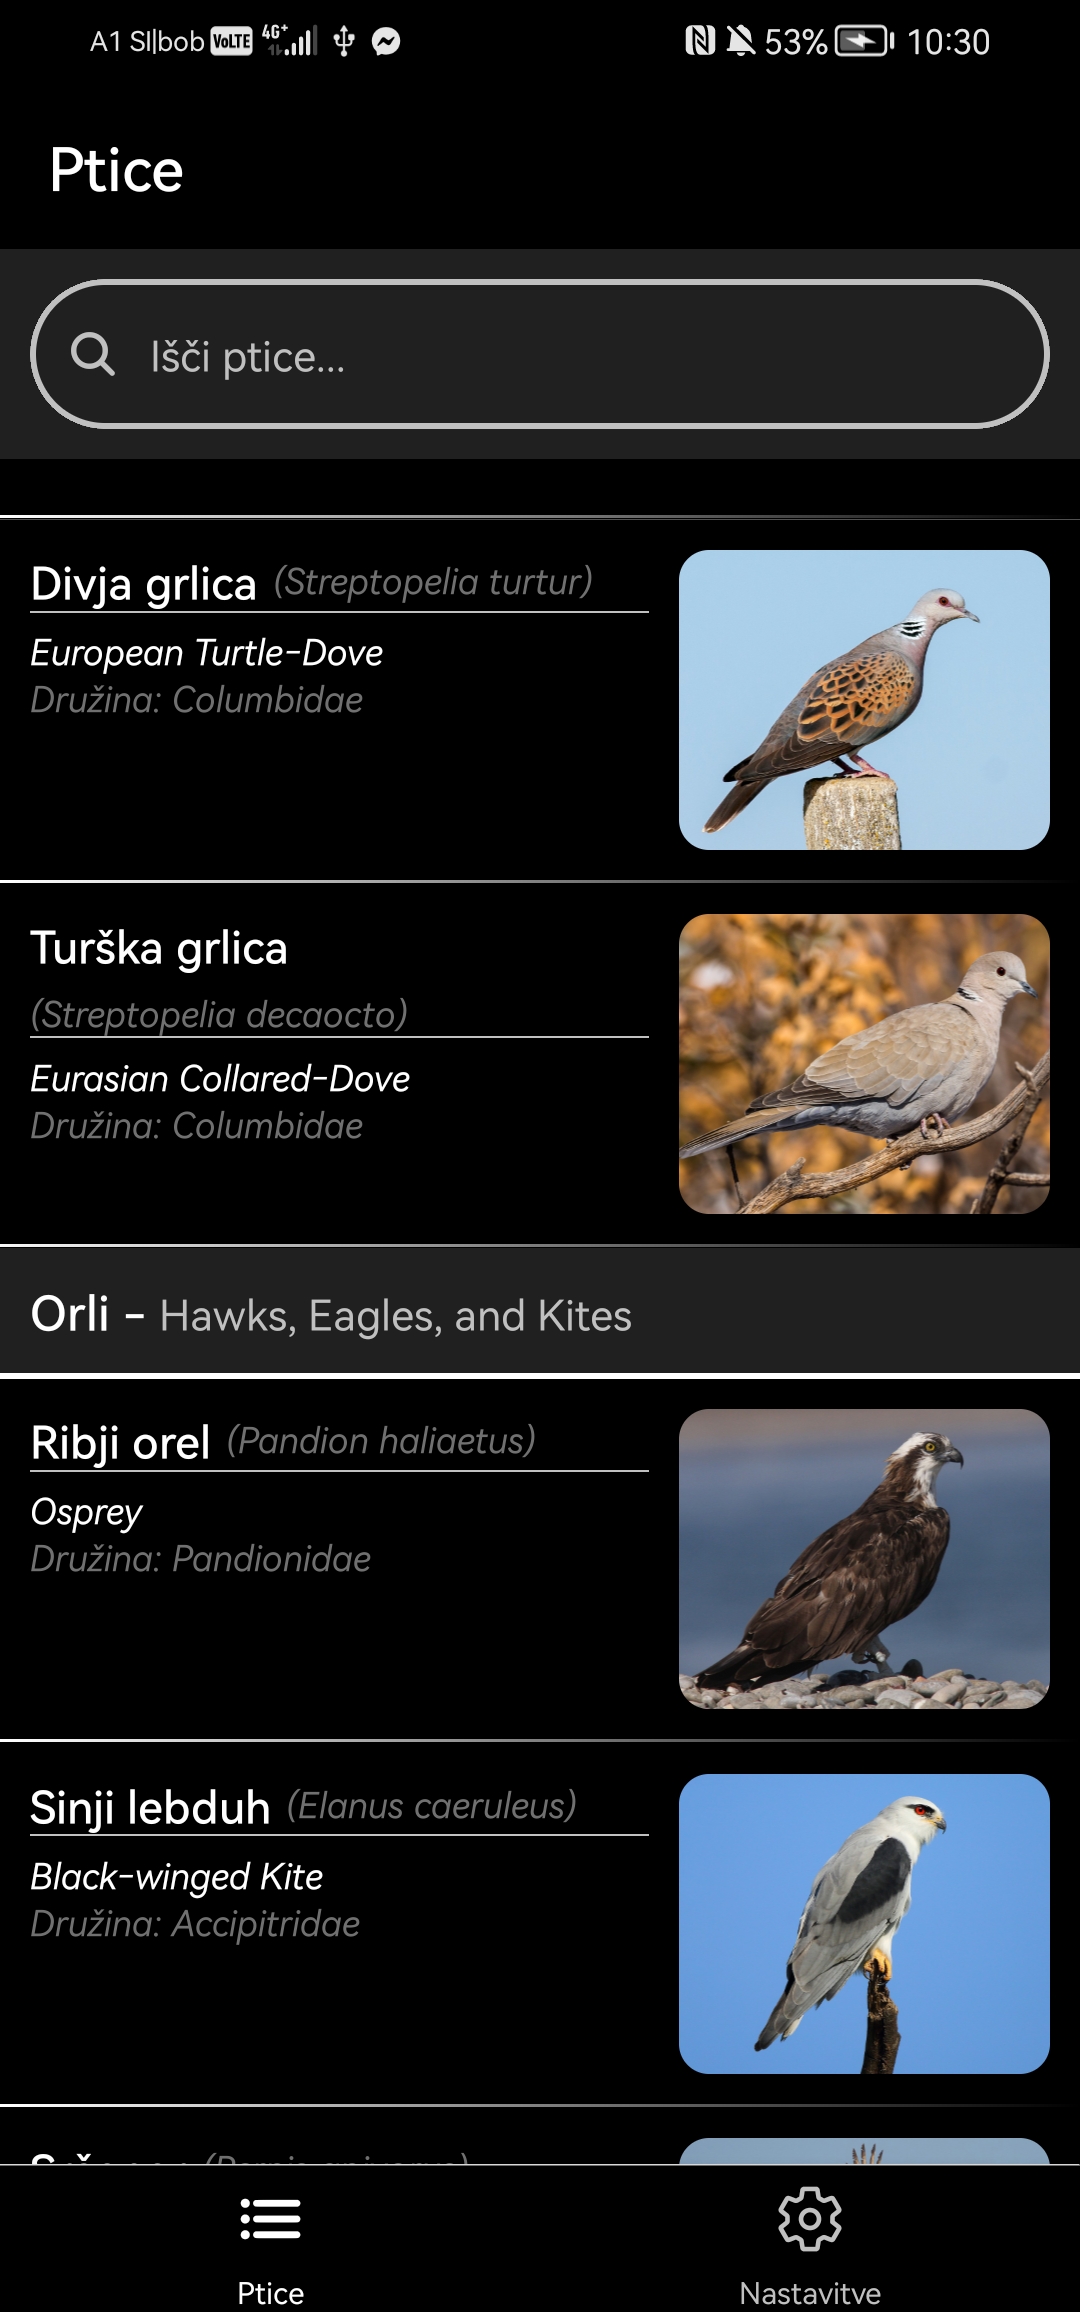 A1 SI|bob VoLTE 4G+ 53% 10:30
Ptice
Išči ptice...
Divja grlica (Streptopelia turtur)
European Turtle-Dove
Družina: Columbidae
Turška grlica
(Streptopelia decaocto)
Eurasian Collared-Dove
Družina: Columbidae
Orli - Hawks, Eagles, and Kites
Ribji orel (Pandion haliaetus)
Osprey
Družina: Pandionidae
Sinji lebduh (Elanus caeruleus)
Black-winged Kite
Družina: Accipitridae
Ptice
Nastavitve